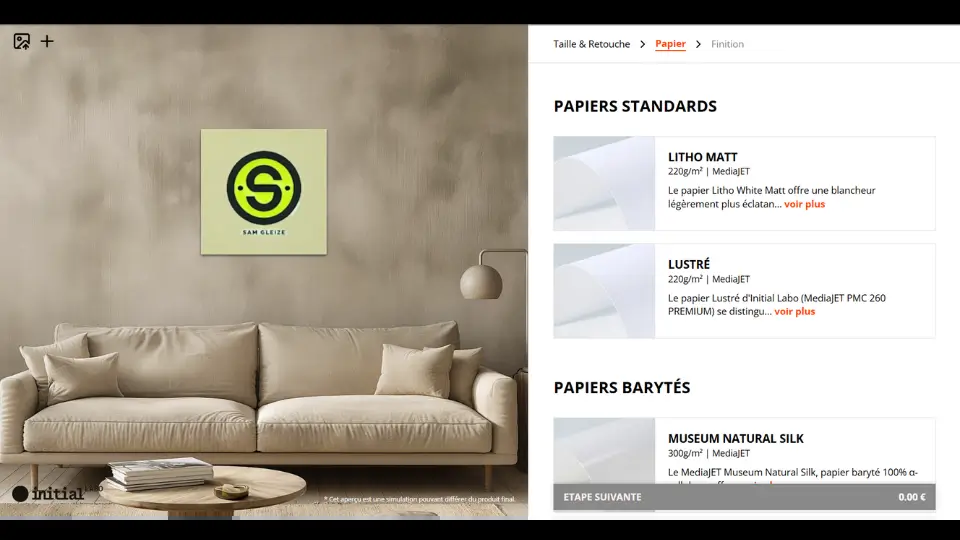 Taille & Retouche > Papier > Finition
PAPIERS STANDARDS
LITHO MATT
220g/m² | MediaJET
Le papier Litho White Matt offre une blancheur
légèrement plus éclatan... voir plus
LUSTRÉ
220g/m² | MediaJET
Le papier Lustré d'Initial Labo (MediaJET PMC 260
PREMIUM) se distingu... voir plus
PAPIERS BARYTÉS
MUSEUM NATURAL SILK
300g/m² | MediaJET
Le MediaJET Museum Natural Silk, papier baryté 100% α-
ETAPE SUIVANTE 0.00 €
S
SAM GLEIZE
initial LABO
* Cet aperçu est une simulation pouvant différer du produit final.